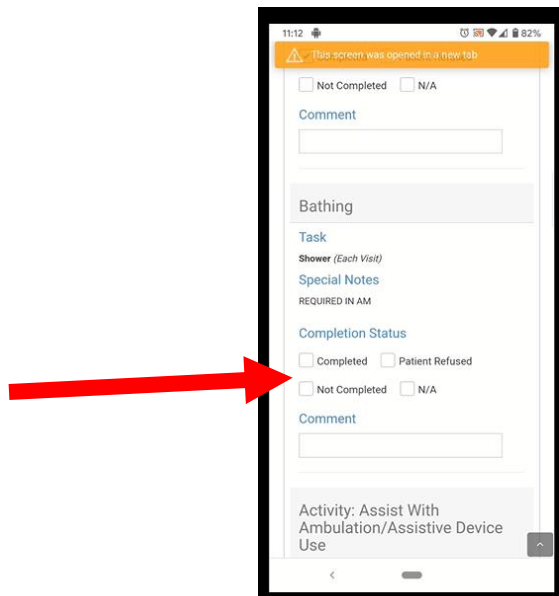 11:12 82%
This screen was opened in a new tab
Not Completed N/A
Comment
Bathing
Task
Shower (Each Visit)
Special Notes
REQUIRED IN AM
Completion Status
Completed Patient Refused
Not Completed N/A
Comment
Activity: Assist With
Ambulation/Assistive Device
Use